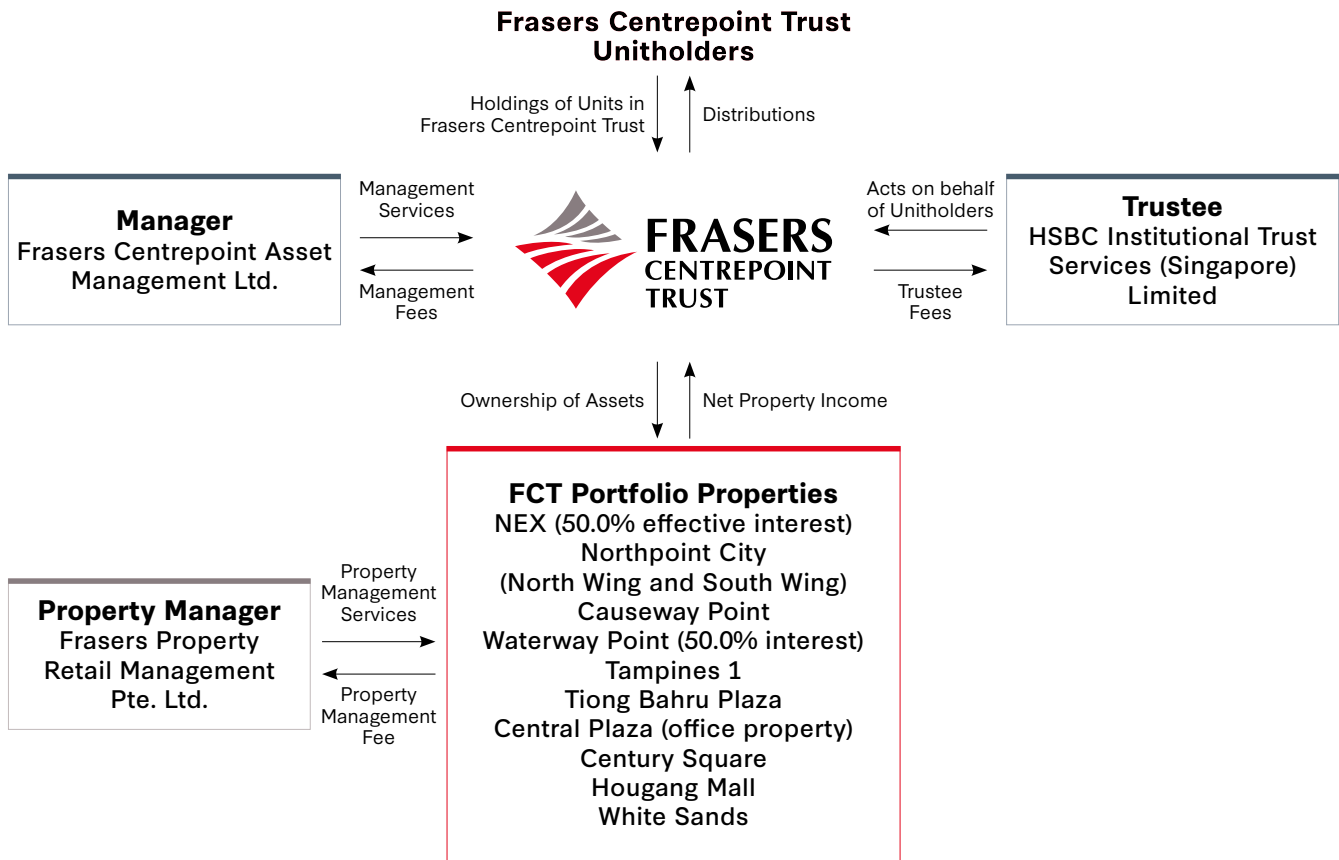 Frasers Centrepoint Trust
Unitholders
Holdings of Units in
Frasers Centrepoint Trust
Distributions
Manager
Frasers Centrepoint Asset
Management Ltd.
Management
Services
Management
Fees
FRASERS
CENTREPOINT
TRUST
Acts on behalf
of Unitholders
Trustee
Fees
Trustee
HSBC Institutional Trust
Services (Singapore)
Limited
Ownership of Assets
Net Property Income
Property Manager
Frasers Property
Retail Management
Pte. Ltd.
Property
Management
Services
Property
Management
Fee
FCT Portfolio Properties
NEX (50.0% effective interest)
Northpoint City
(North Wing and South Wing)
Causeway Point
Waterway Point (50.0% interest)
Tampines 1
Tiong Bahru Plaza
Central Plaza (office property)
Century Square
Hougang Mall
White Sands